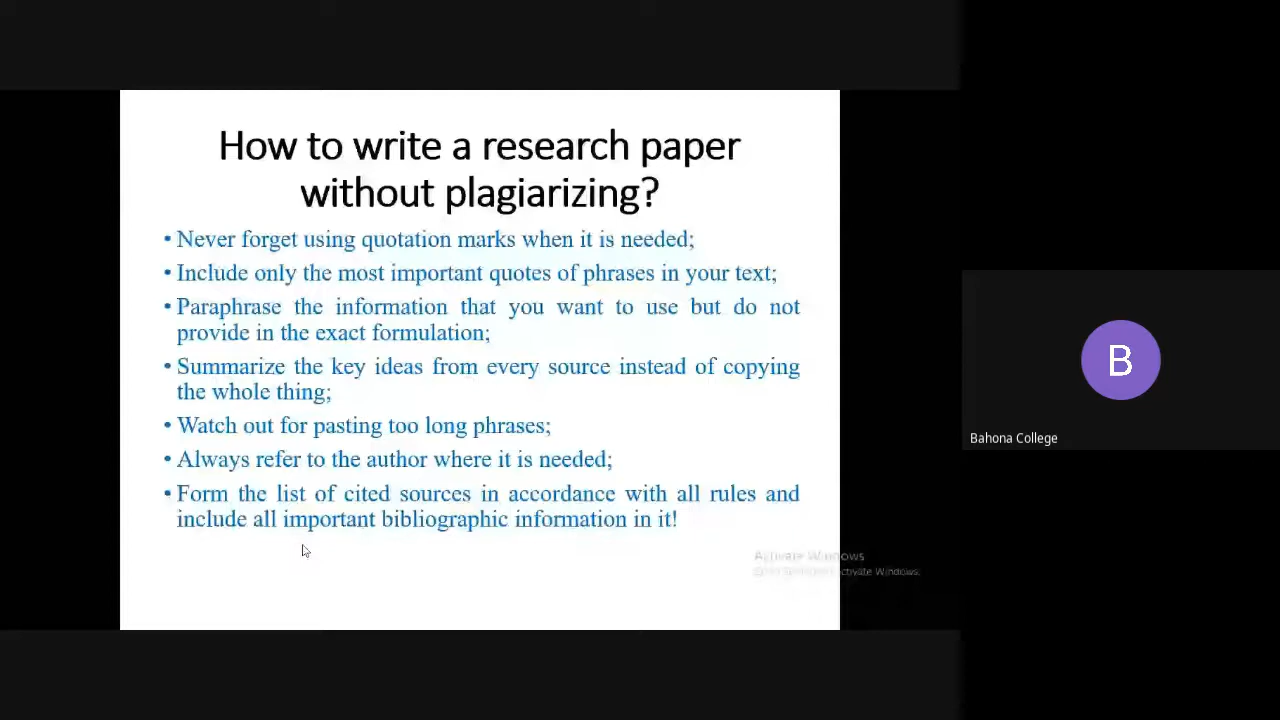 How to write a research paper
without plagiarizing?
• Never forget using quotation marks when it is needed;
• Include only the most important quotes of phrases in your text;
• Paraphrase the information that you want to use but do not
provide in the exact formulation;
• Summarize the key ideas from every source instead of copying
the whole thing;
• Watch out for pasting too long phrases;
• Always refer to the author where it is needed;
• Form the list of cited sources in accordance with all rules and
include all important bibliographic information in it!
Activate Windows
activate Windows.
B
Bahona College